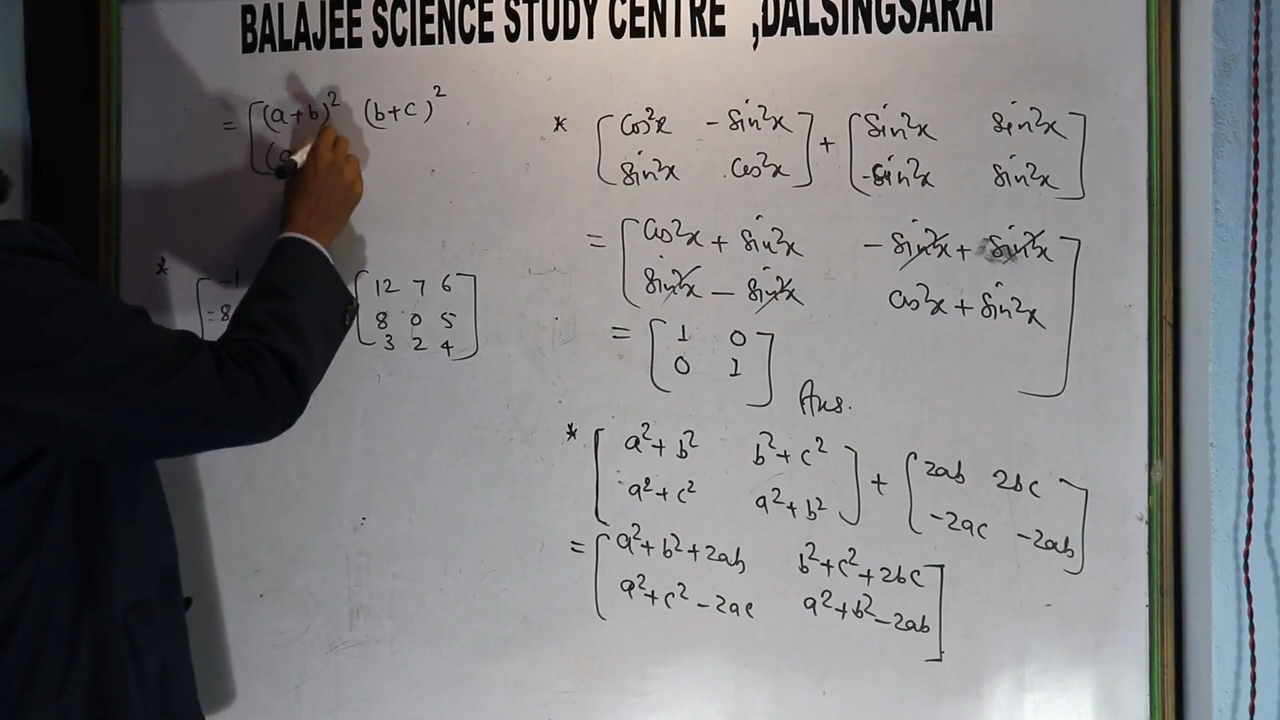 BALAJEE SCIENCE STUDY CENTRE ,DALSINGSARAI
= [(a+b)² (b+c)²
(a
* [-1
=8
[12 7 6
8 0 5
3 2 4]
* [cos²x - sin²x
sin²x cos²x] + [sin²x sin²x
-sin²x sin²x]
= [cos²x + sin²x - sin²x + sin²x
sin²x - sin²x cos²x + sin²x]
= [1 0
0 1]
Ans.
* [a²+b² b²+c²
a²+c² a²+b²] + [2ab 2bc
-2ac -2ab]
= [a²+b²+2ab b²+c²+2bc
a²+c²-2ac a²+b²-2ab]